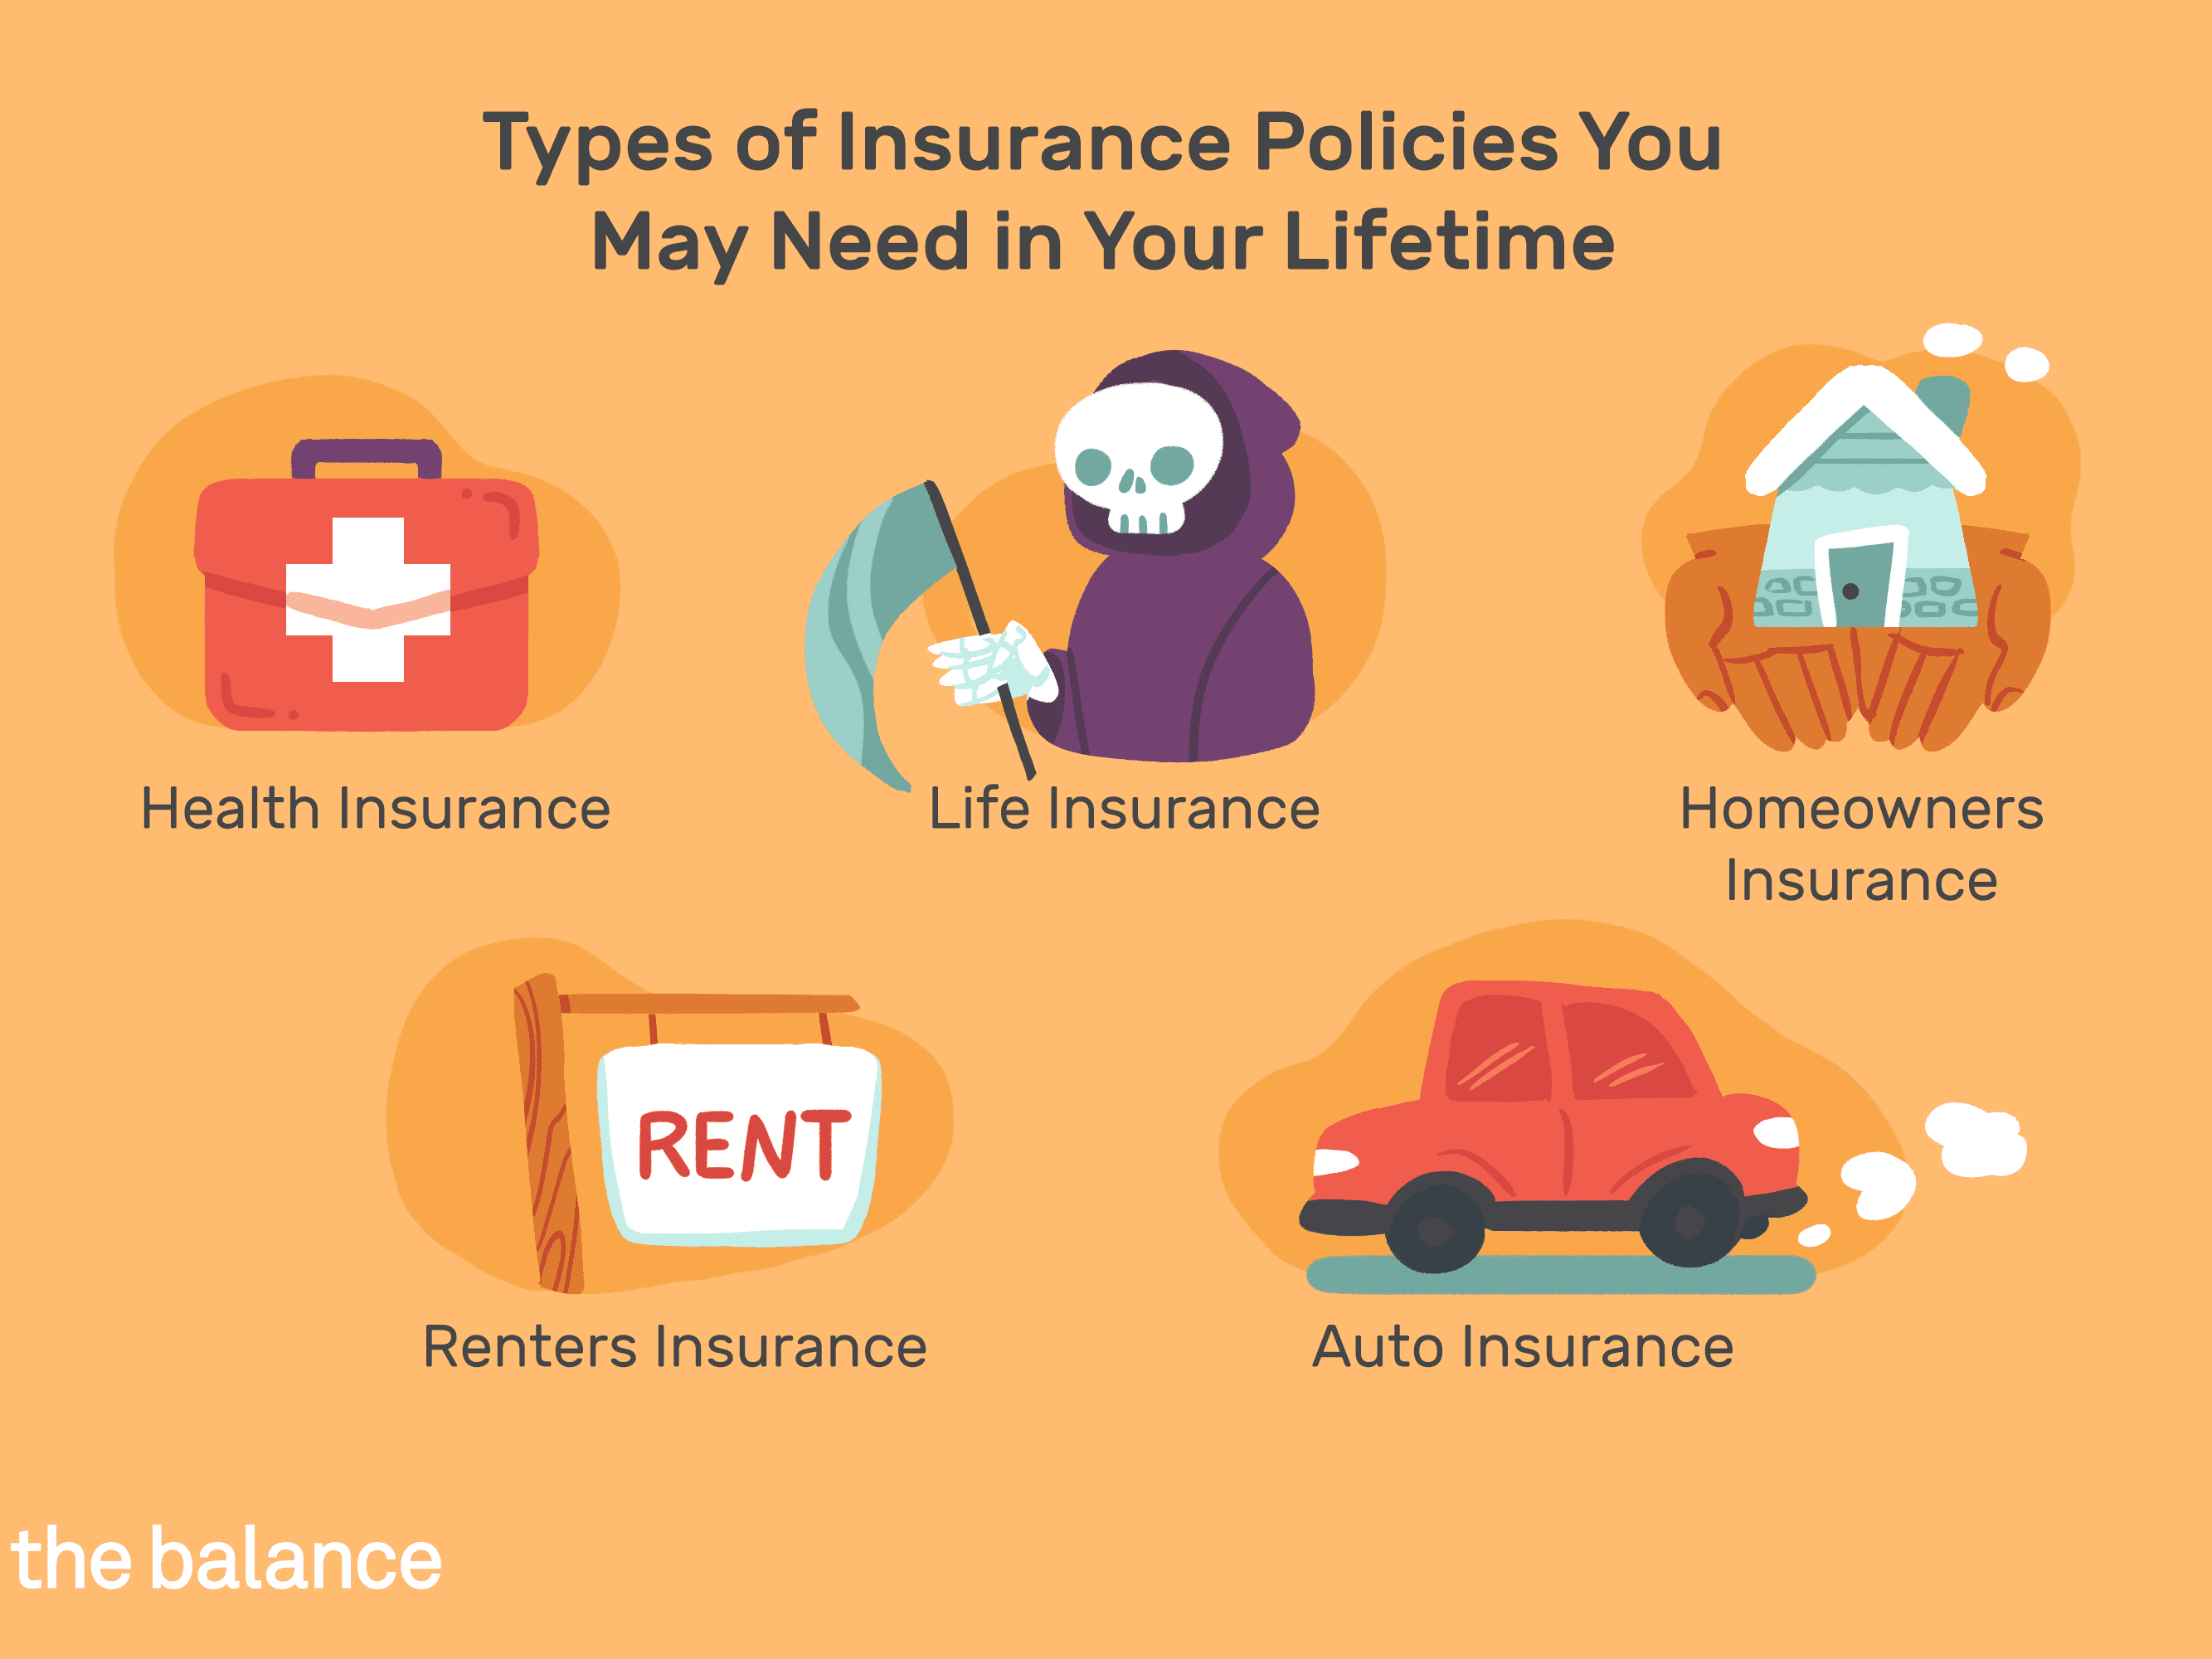 Types of Insurance Policies You
May Need in Your Lifetime
Health Insurance
Life Insurance
Homeowners
Insurance
RENT
Renters Insurance
Auto Insurance
the balance